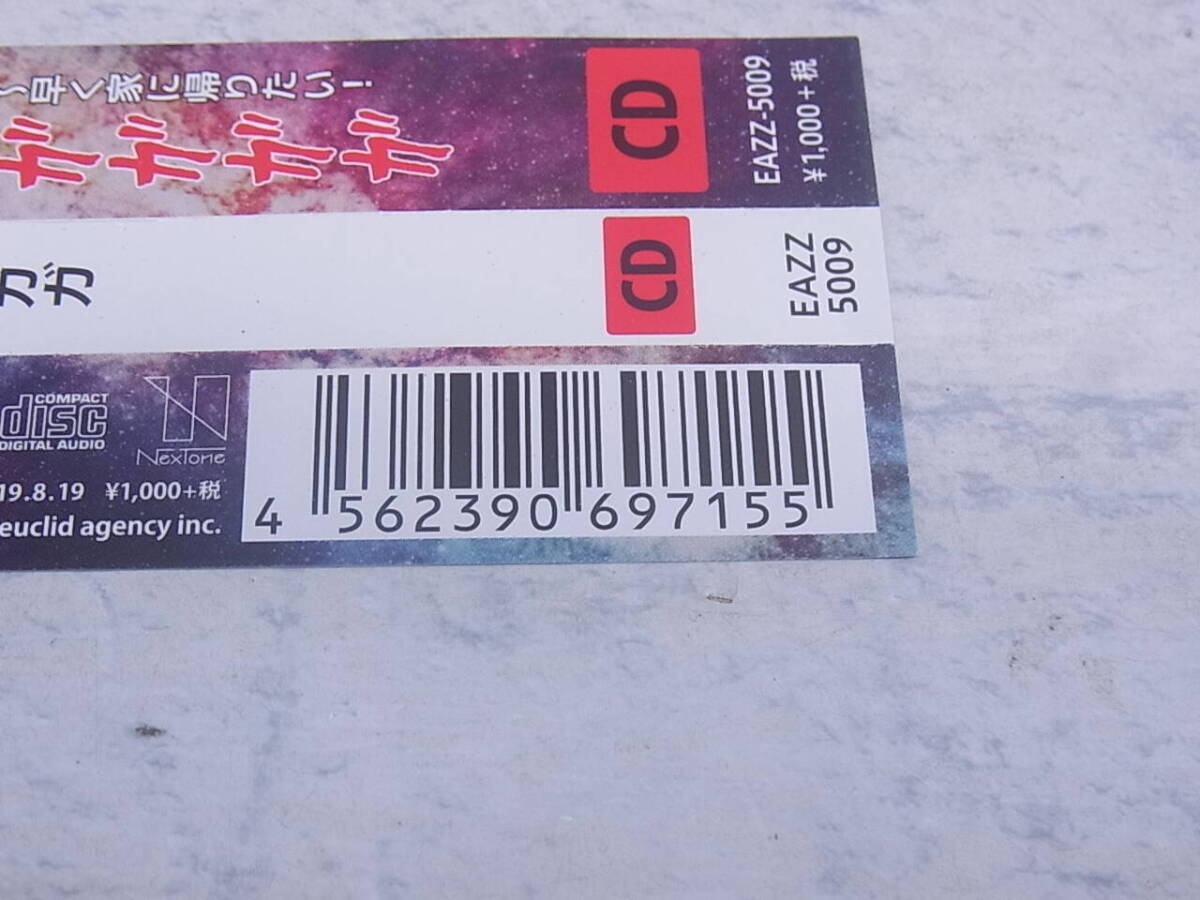 ～早く家に帰りたい！
ガガガガ
CD
EAZZ-5009
¥1,000+税
ガガ
CD
EAZZ
5009
COMPACT
disc
DIGITAL AUDIO
NexTone
19.8.19 ¥1,000+税
euclid agency inc.
4 562390 697155